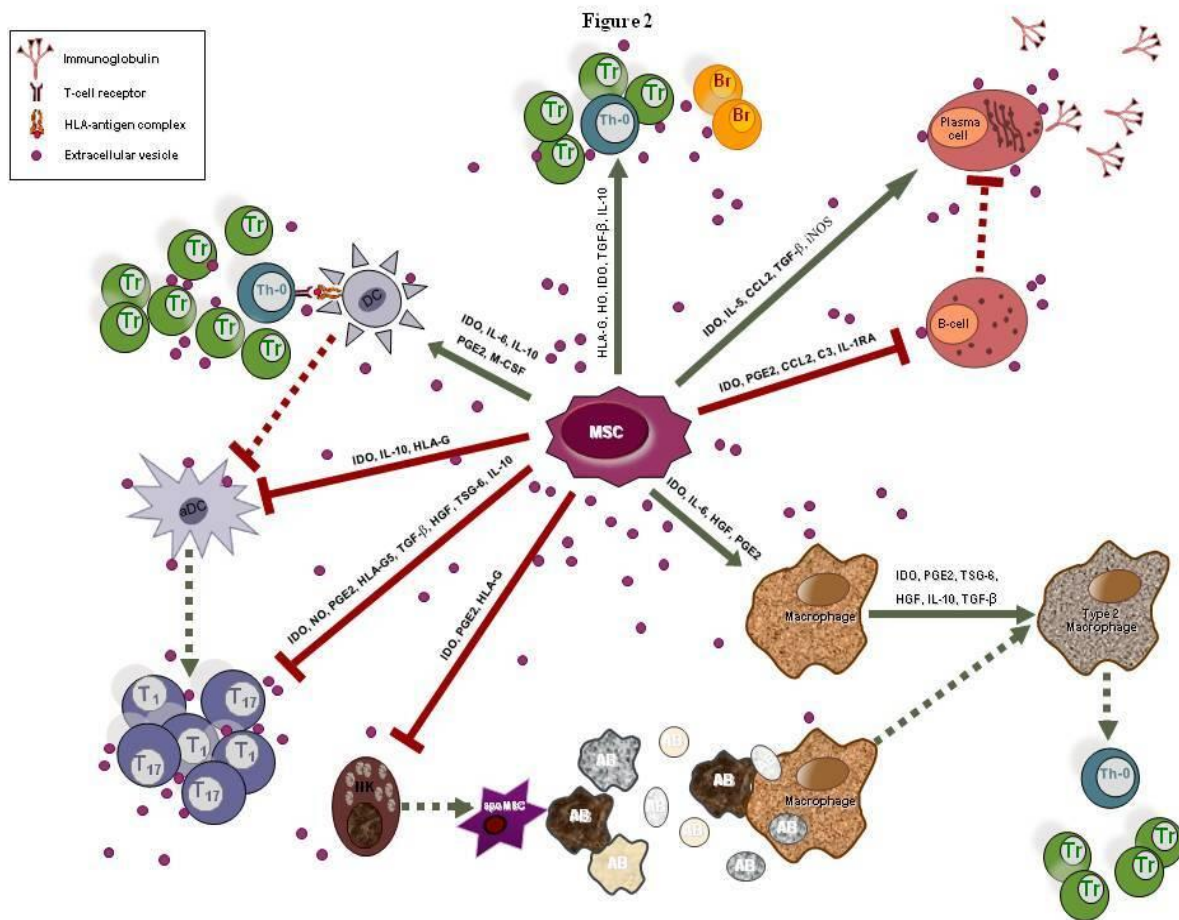 Figure 2
Immunoglobulin
T-cell receptor
HLA-antigen complex
Extracellular vesicle
Tr
Tr
Tr
Tr
Tr
Th-0
Br
Br
Plasma
cell
HLA-G, HO, IDO, TGF-β, IL-10
IDO, IL-5, CCL2, TGF-β, iNOS
Tr
Tr
Tr
Tr
Tr
Tr
Tr
Th-0
DC
B-cell
IDO, IL-6, IL-10
PGE2, M-CSF
IDO, PGE2, CCL2, C3, IL-1RA
MSC
IDO, IL-10, HLA-G
aDC
IDO, NO, PGE2, HLA-G5, TGF-β, HGF, TSG-6, IL-10
IDO, PGE2, HLA-G
IDO, IL-6, HGF, PGE2
Macrophage
IDO, PGE2, TSG-6,
HGF, IL-10, TGF-β
Type 2
Macrophage
T1
T17
T1
T17
T1
T17
Th-0
apoMSC
AB
AB
AB
AB
AB
AB
AB
AB
AB
Macrophage
Tr
Tr
Tr
Tr